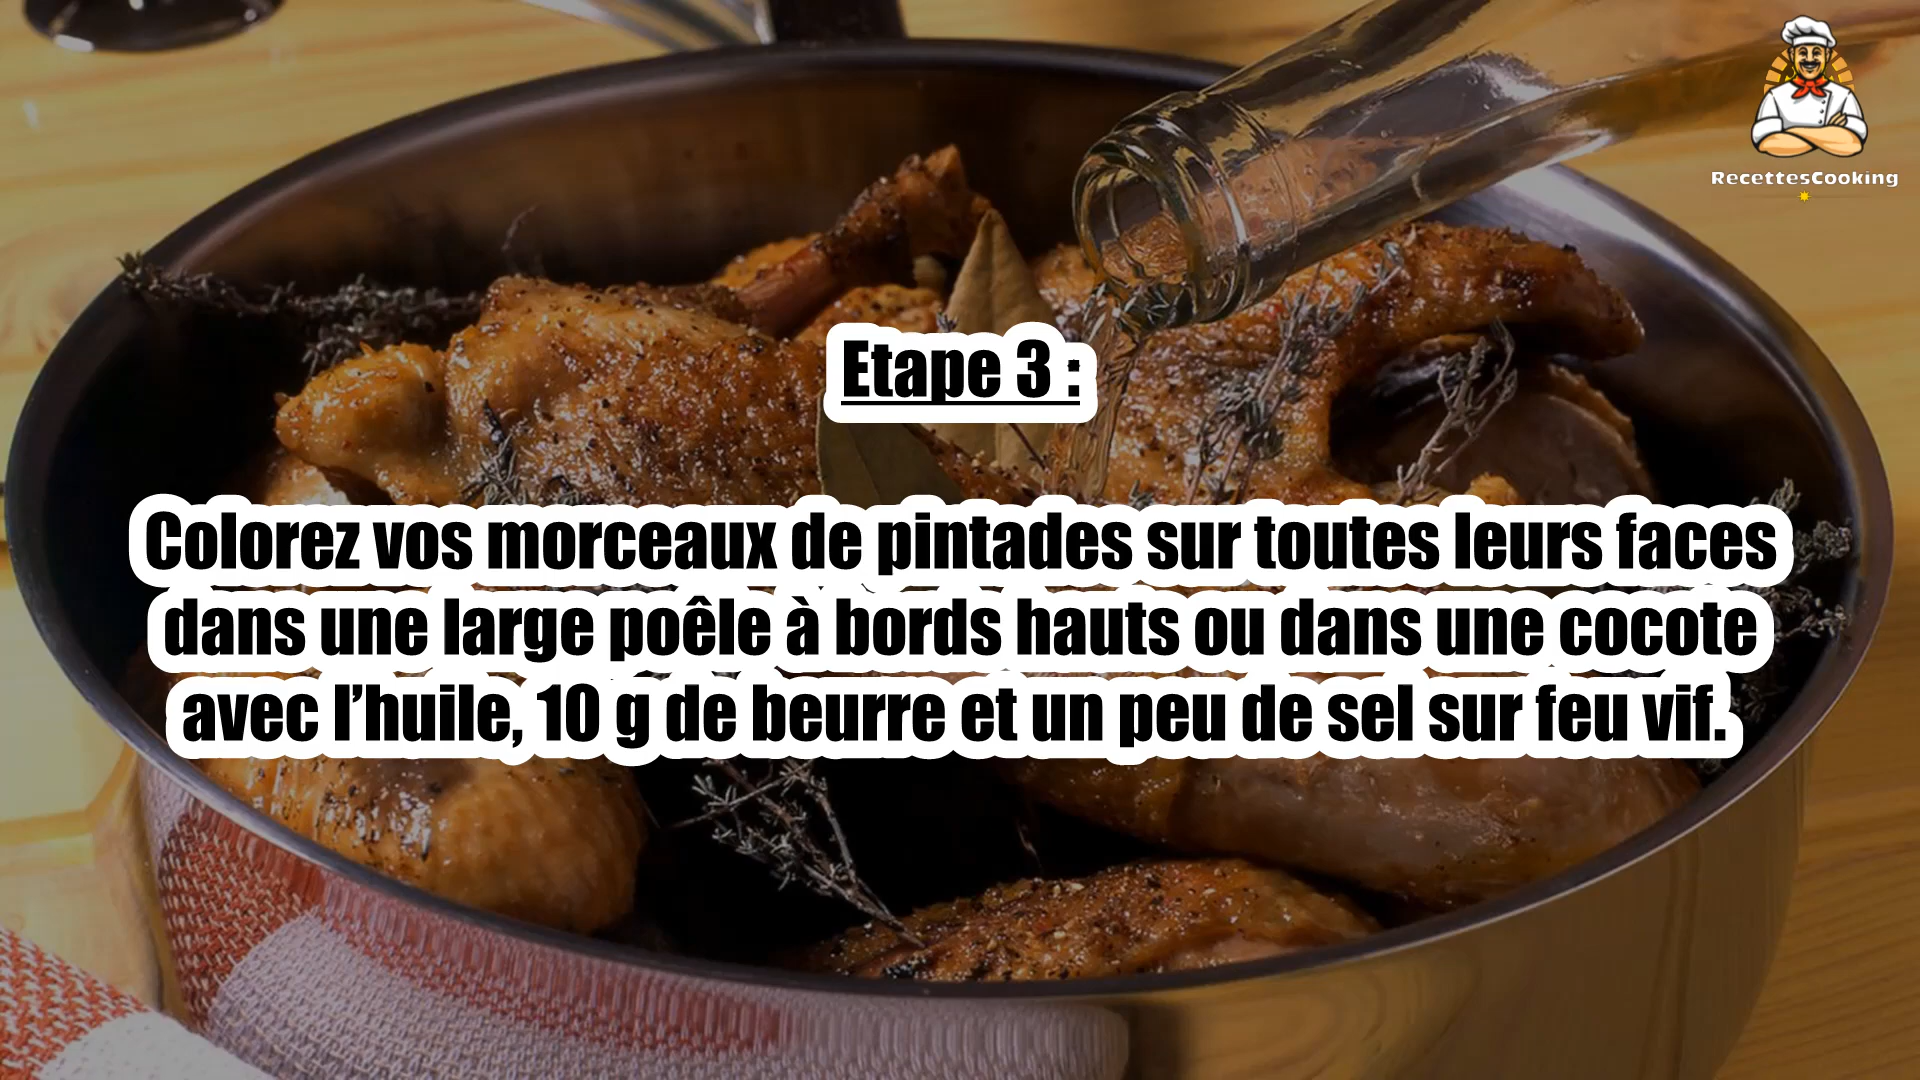 RecettesCooking
Etape 3 :
Colorez vos morceaux de pintades sur toutes leurs faces
dans une large poêle à bords hauts ou dans une cocote
avec l’huile, 10 g de beurre et un peu de sel sur feu vif.